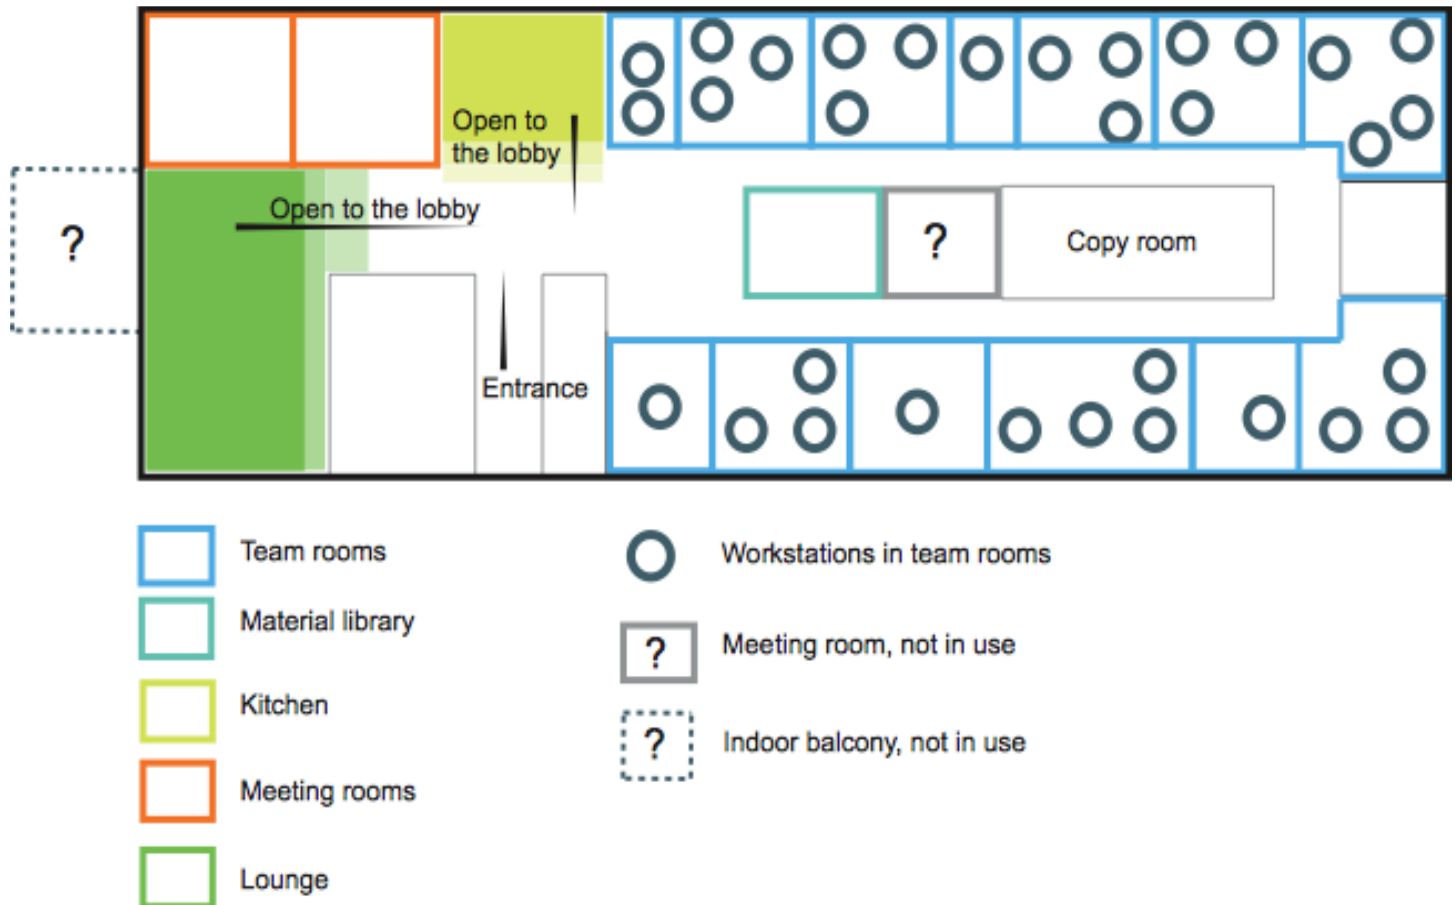 Open to
the lobby
Open to the lobby
?
?
Copy room
Entrance
Team rooms
Workstations in team rooms
Material library
? Meeting room, not in use
Kitchen
? Indoor balcony, not in use
Meeting rooms
Lounge